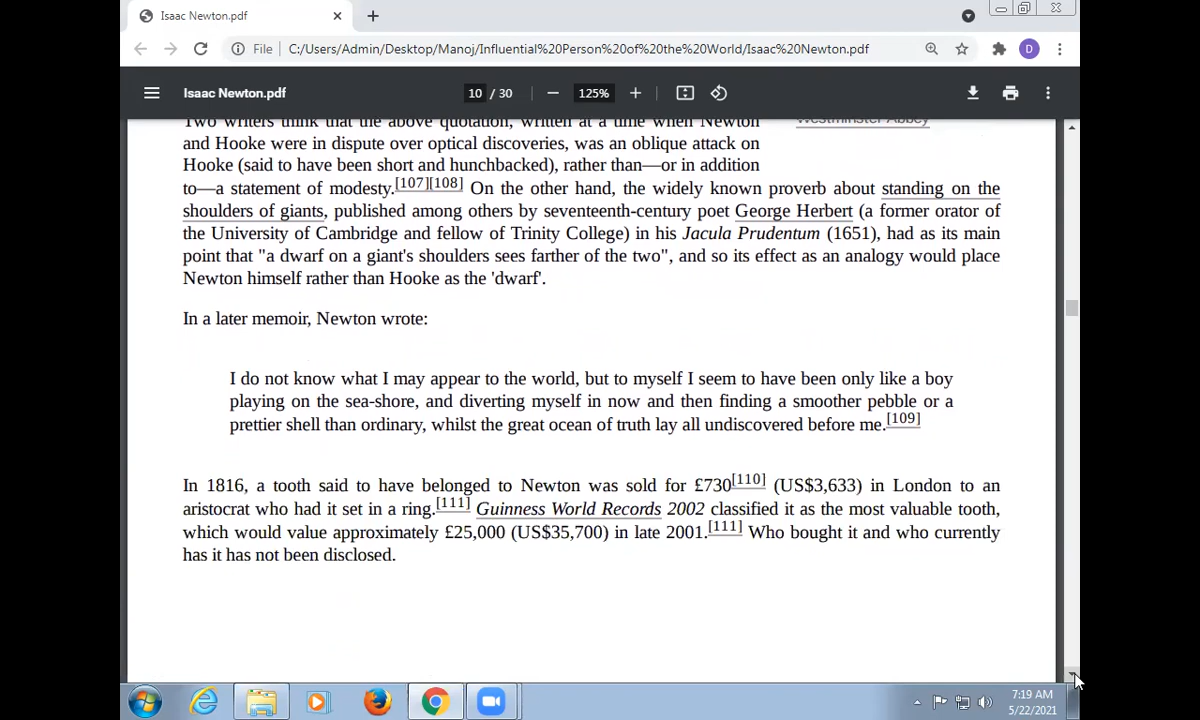 Isaac Newton.pdf
File
C:/Users/Admin/Desktop/Manoj/Influential%20Person%20of%20the%20World/Isaac%20Newton.pdf
D
Isaac Newton.pdf
10 / 30
125%
Two writers think that the above quotation, written at a time when Newton
Westminster Abbey
and Hooke were in dispute over optical discoveries, was an oblique attack on
Hooke (said to have been short and hunchbacked), rather than—or in addition
to—a statement of modesty.[107][108] On the other hand, the widely known proverb about standing on the
shoulders of giants, published among others by seventeenth-century poet George Herbert (a former orator of
the University of Cambridge and fellow of Trinity College) in his Jacula Prudentum (1651), had as its main
point that "a dwarf on a giant's shoulders sees farther of the two", and so its effect as an analogy would place
Newton himself rather than Hooke as the 'dwarf'.
In a later memoir, Newton wrote:
I do not know what I may appear to the world, but to myself I seem to have been only like a boy
playing on the sea-shore, and diverting myself in now and then finding a smoother pebble or a
prettier shell than ordinary, whilst the great ocean of truth lay all undiscovered before me.[109]
In 1816, a tooth said to have belonged to Newton was sold for £730[110] (US$3,633) in London to an
aristocrat who had it set in a ring.[111] Guinness World Records 2002 classified it as the most valuable tooth,
which would value approximately £25,000 (US$35,700) in late 2001.[111] Who bought it and who currently
has it has not been disclosed.
7:19 AM
5/22/2021